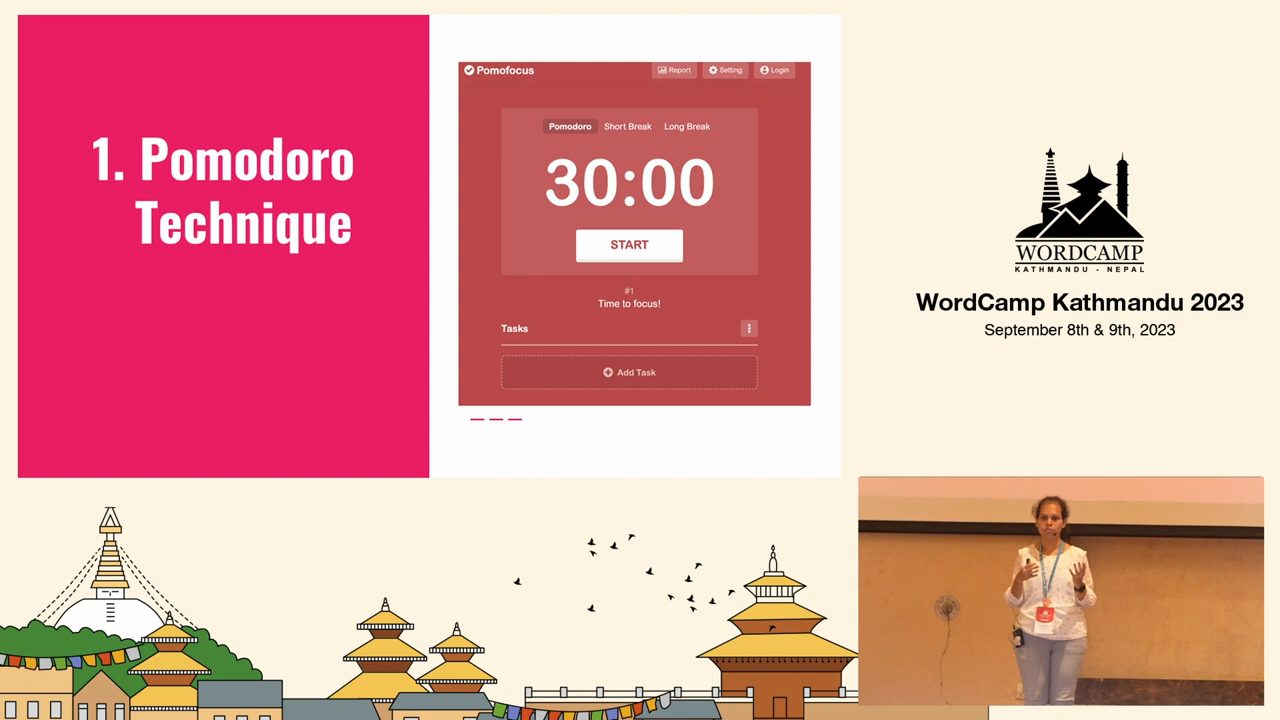 1. Pomodoro
Technique
Pomofocus
Report
Setting
Login
Pomodoro
Short Break
Long Break
30:00
START
#1
Time to focus!
Tasks
Add Task
WORDCAMP
KATHMANDU - NEPAL
WordCamp Kathmandu 2023
September 8th & 9th, 2023